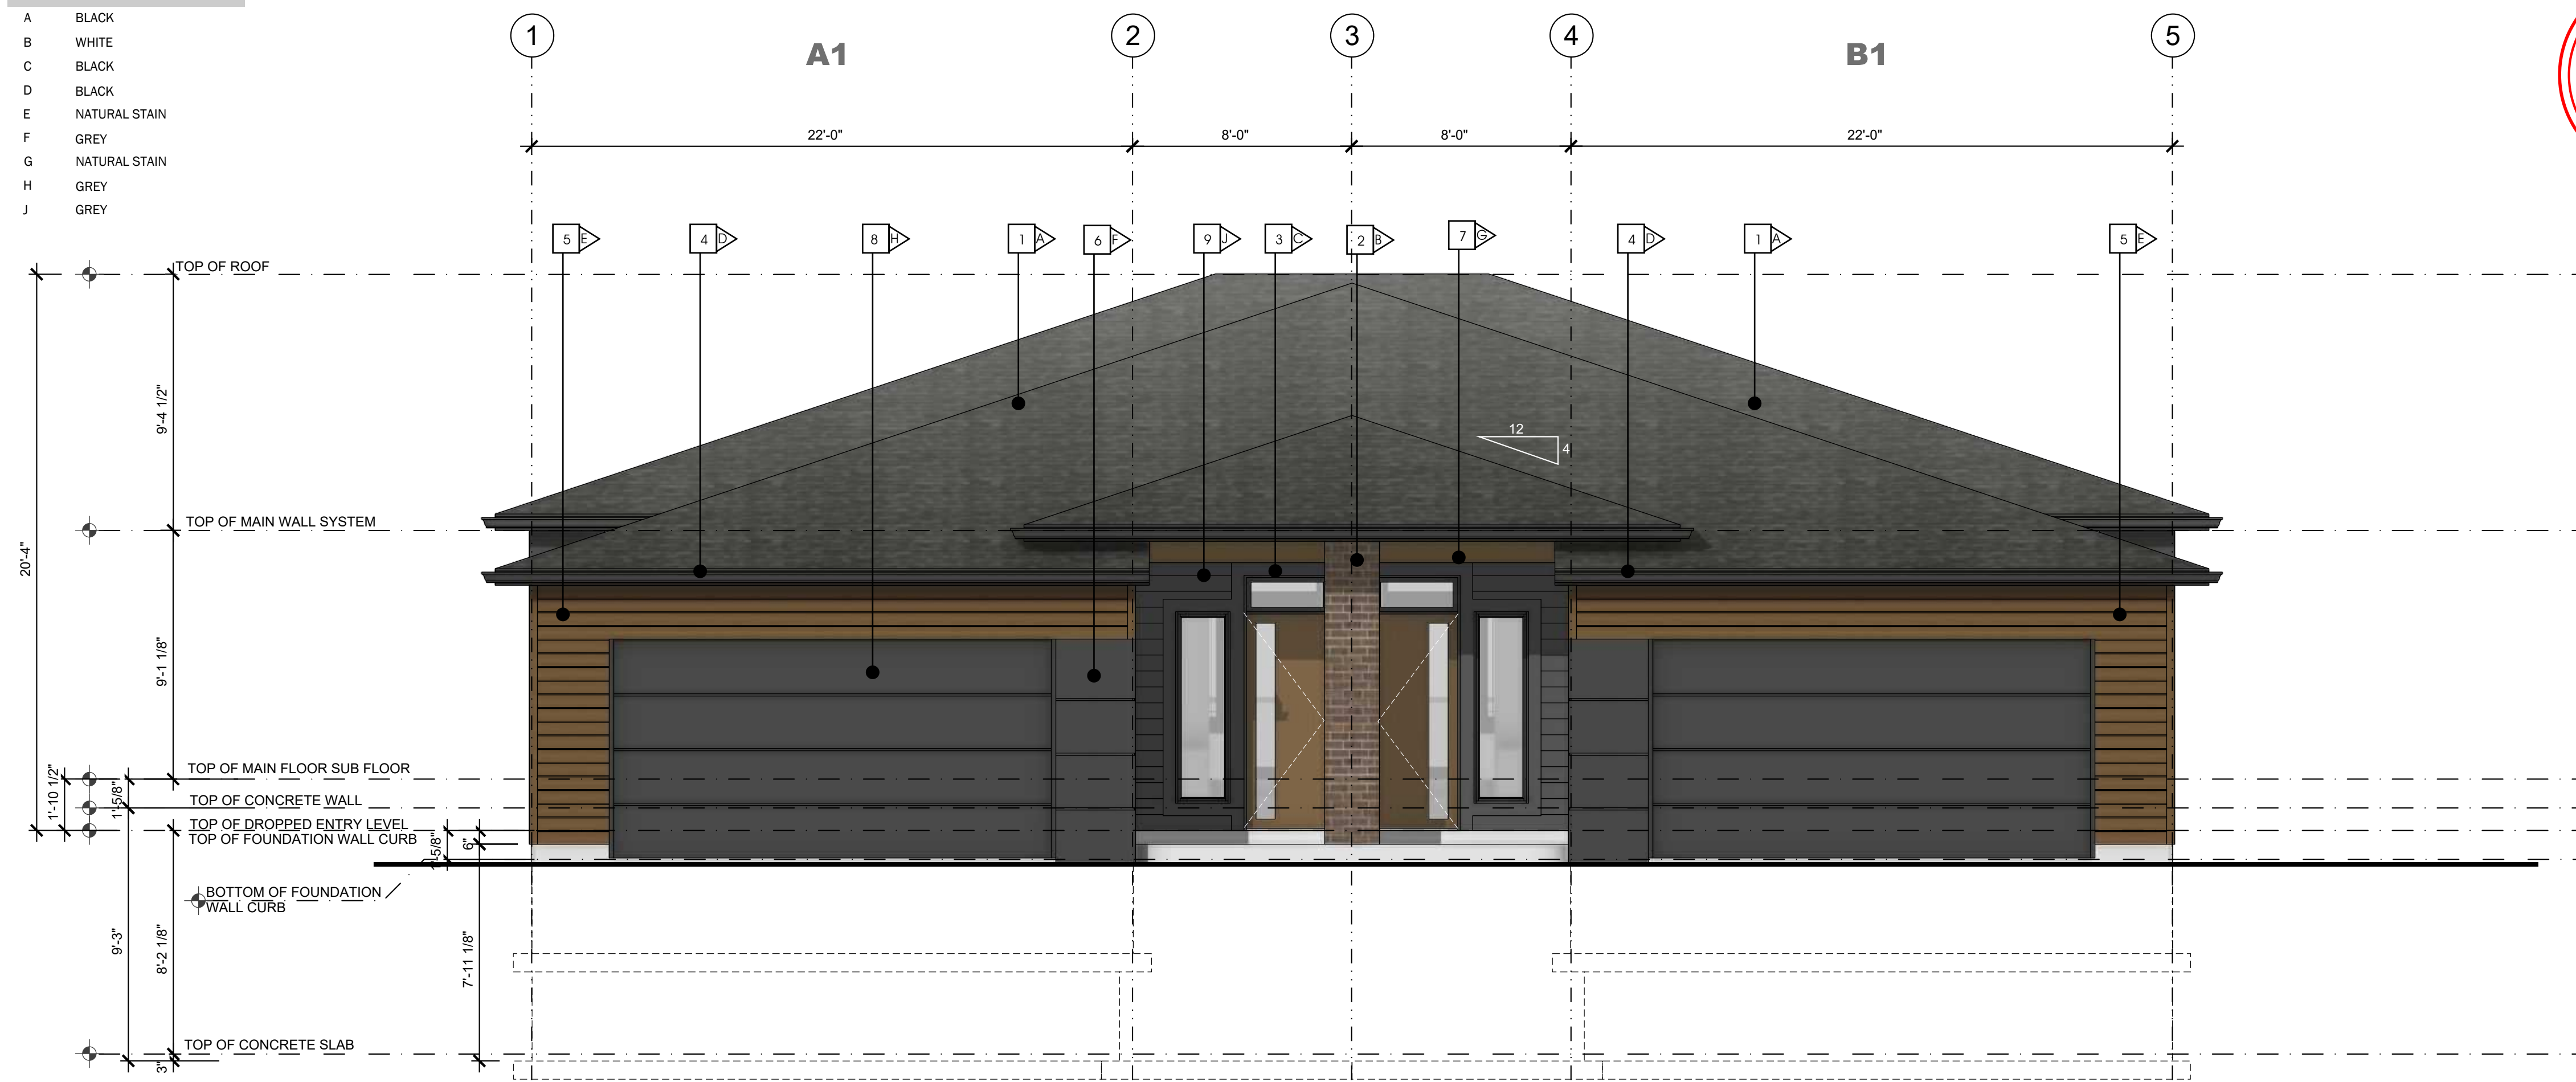 A BLACK
B WHITE
C BLACK
D BLACK
E NATURAL STAIN
F GREY
G NATURAL STAIN
H GREY
J GREY
1 2 3 4 5
A1 B1
22'-0" 8'-0" 8'-0" 22'-0"
5 E 4 D 8 H 1 A 6 F 9 J 3 C 2 B 7 G 4 D 1 A 5 E
TOP OF ROOF
9'-4 1/2"
12
4
TOP OF MAIN WALL SYSTEM
20'-4"
9'-1 1/8"
TOP OF MAIN FLOOR SUB FLOOR
1'-10 1/2"
1'-5/8"
TOP OF CONCRETE WALL
TOP OF DROPPED ENTRY LEVEL
TOP OF FOUNDATION WALL CURB
1'-5/8"
6"
BOTTOM OF FOUNDATION
WALL CURB
9'-3"
8'-2 1/8"
7'-11 1/8"
TOP OF CONCRETE SLAB
3"